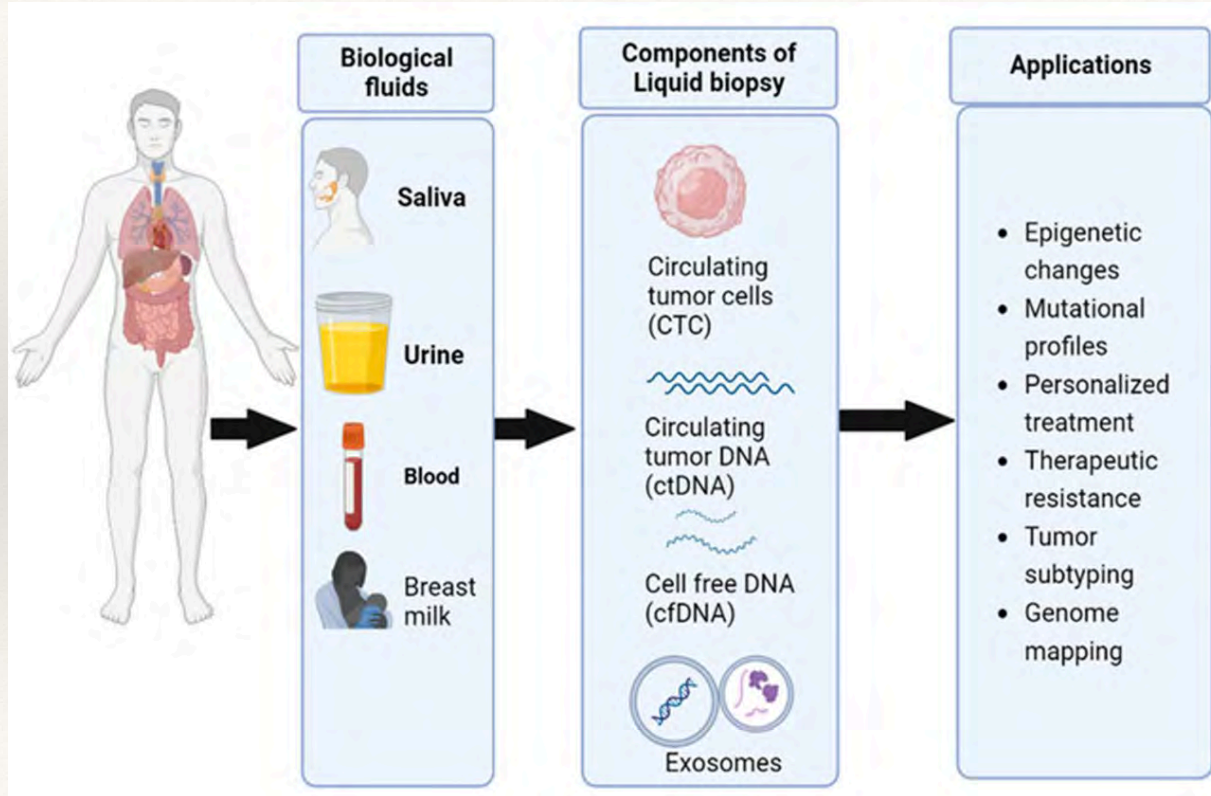 Biological
fluids
Saliva
Urine
Blood
Breast
milk
Components of
Liquid biopsy
Circulating
tumor cells
(CTC)
Circulating
tumor DNA
(ctDNA)
Cell free DNA
(cfDNA)
Exosomes
Applications
• Epigenetic
changes
• Mutational
profiles
• Personalized
treatment
• Therapeutic
resistance
• Tumor
subtyping
• Genome
mapping